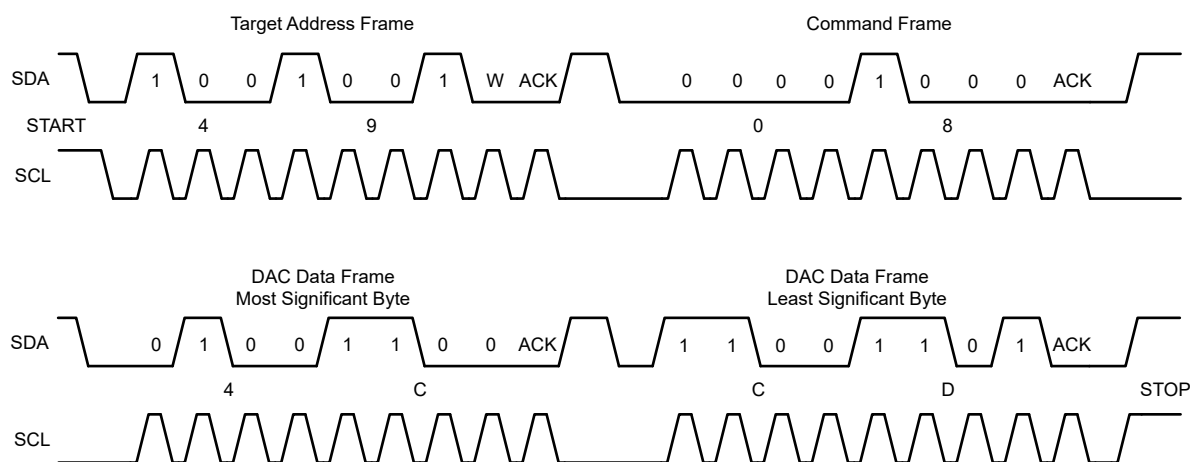 Target Address Frame Command Frame
SDA 1 0 0 1 0 0 1 W ACK 0 0 0 0 1 0 0 0 ACK
START 4 9 0 8
SCL
DAC Data Frame DAC Data Frame
Most Significant Byte Least Significant Byte
SDA 0 1 0 0 1 1 0 0 ACK 1 1 0 0 1 1 0 1 ACK
4 C C D STOP
SCL